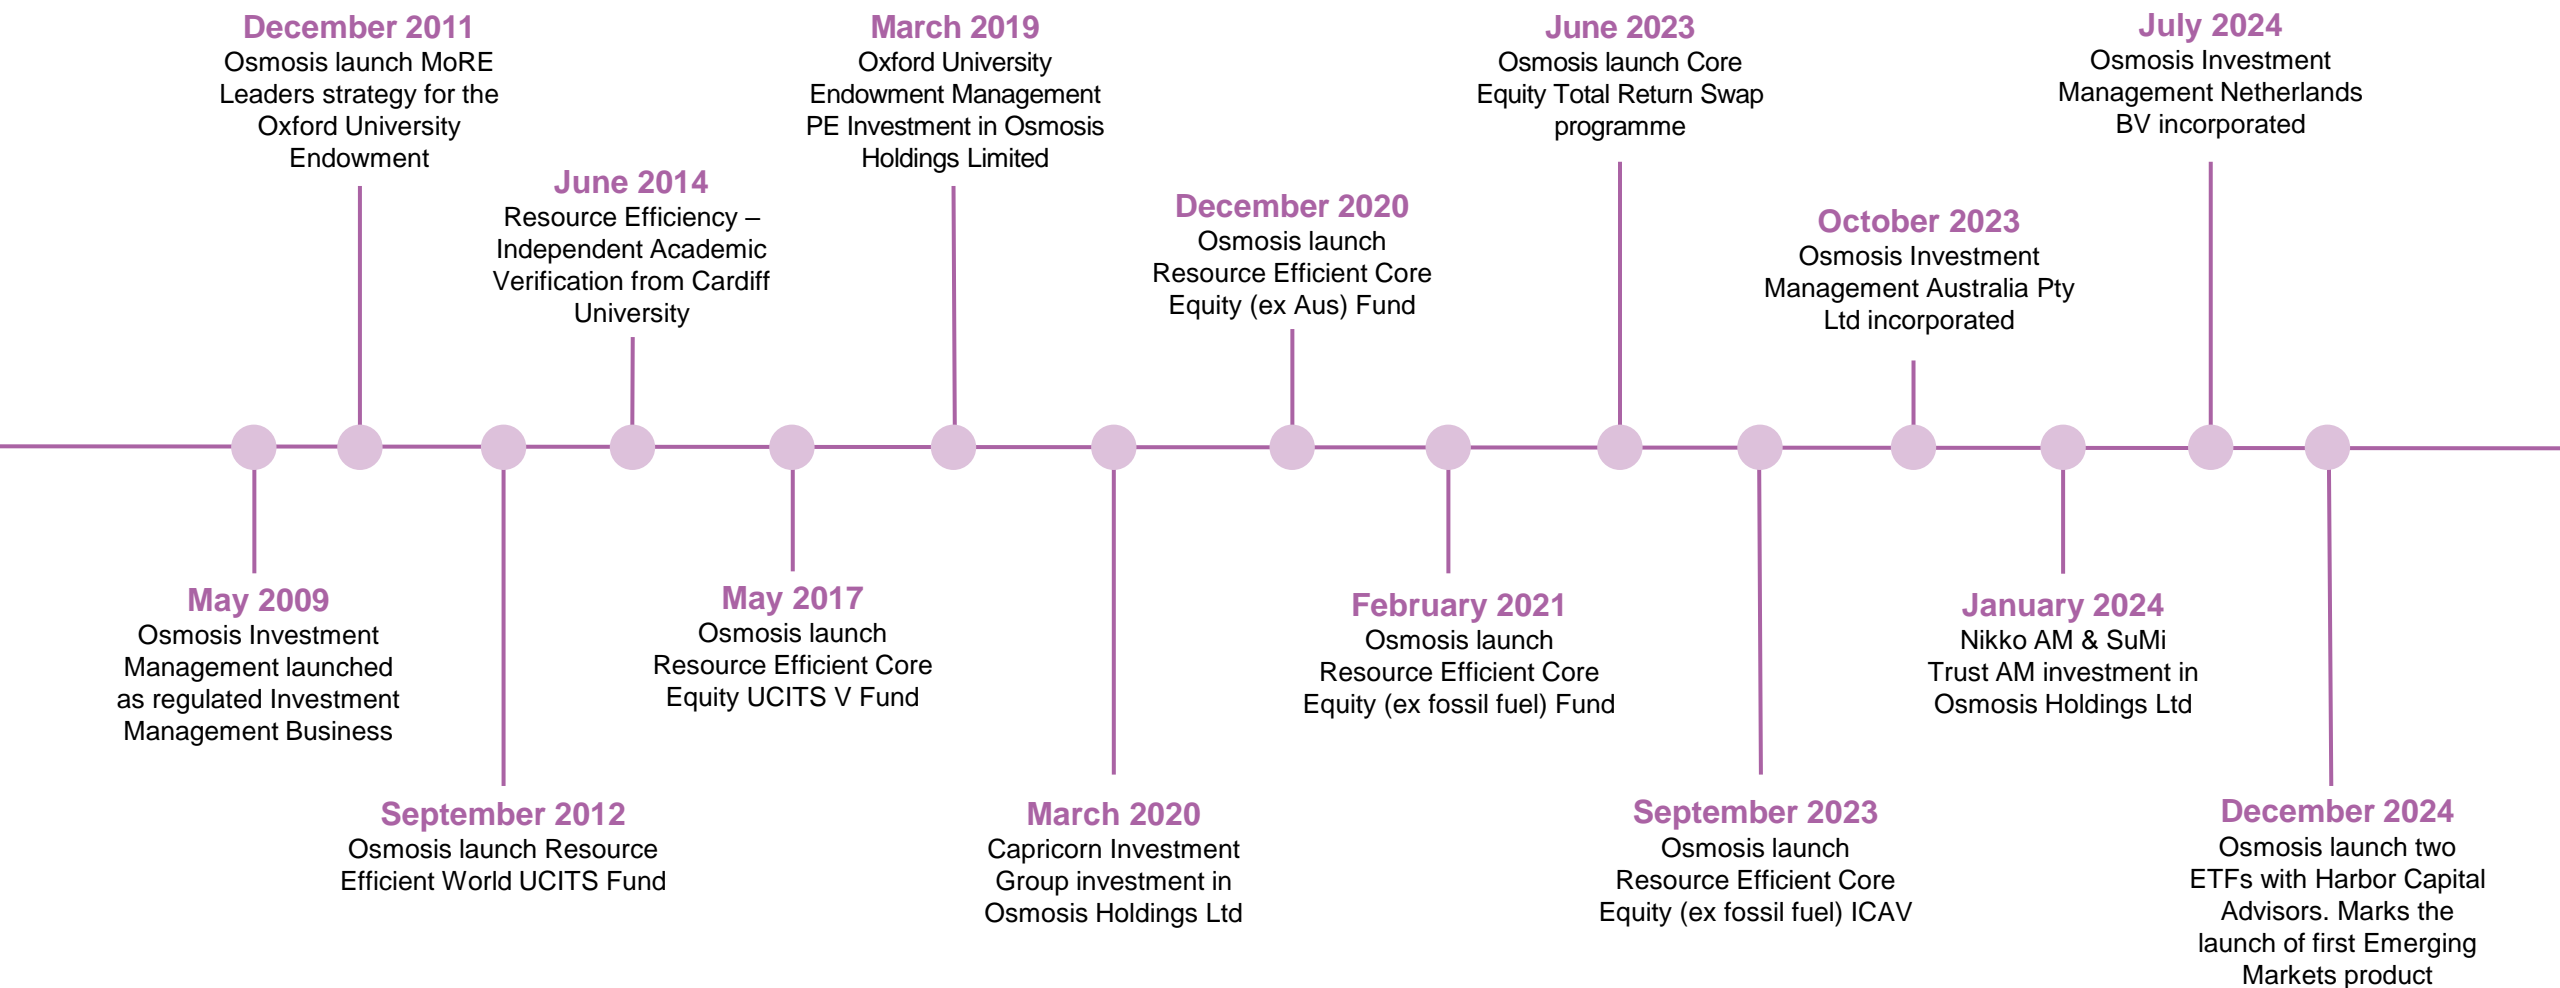 December 2011
Osmosis launch MoRE
Leaders strategy for the
Oxford University
Endowment
March 2019
Oxford University
Endowment Management
PE Investment in Osmosis
Holdings Limited
June 2023
Osmosis launch Core
Equity Total Return Swap
programme
July 2024
Osmosis Investment
Management Netherlands
BV incorporated
June 2014
Resource Efficiency –
Independent Academic
Verification from Cardiff
University
December 2020
Osmosis launch
Resource Efficient Core
Equity (ex Aus) Fund
October 2023
Osmosis Investment
Management Australia Pty
Ltd incorporated
May 2009
Osmosis Investment
Management launched
as regulated Investment
Management Business
May 2017
Osmosis launch
Resource Efficient Core
Equity UCITS V Fund
February 2021
Osmosis launch
Resource Efficient Core
Equity (ex fossil fuel) Fund
January 2024
Nikko AM & SuMi
Trust AM investment in
Osmosis Holdings Ltd
September 2012
Osmosis launch Resource
Efficient World UCITS Fund
March 2020
Capricorn Investment
Group investment in
Osmosis Holdings Ltd
September 2023
Osmosis launch
Resource Efficient Core
Equity (ex fossil fuel) ICAV
December 2024
Osmosis launch two
ETFs with Harbor Capital
Advisors. Marks the
launch of first Emerging
Markets product